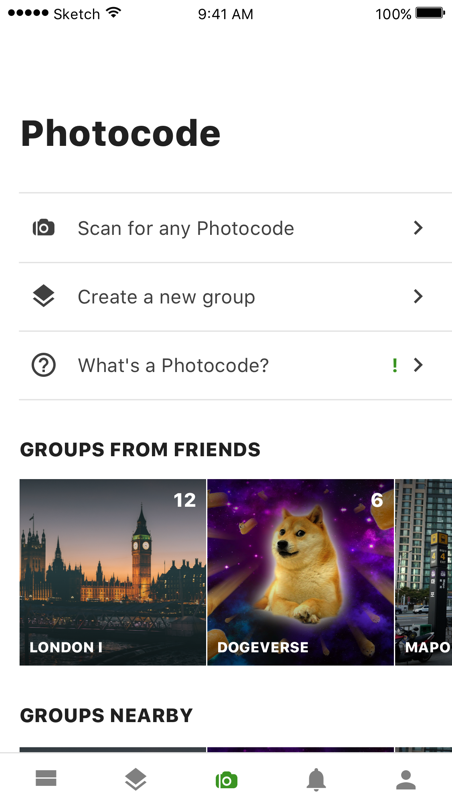 Sketch 9:41 AM 100%
Photocode
Scan for any Photocode
Create a new group
What's a Photocode? !
GROUPS FROM FRIENDS
12
6
4
LONDON I
DOGEVERSE
MAPO
GROUPS NEARBY